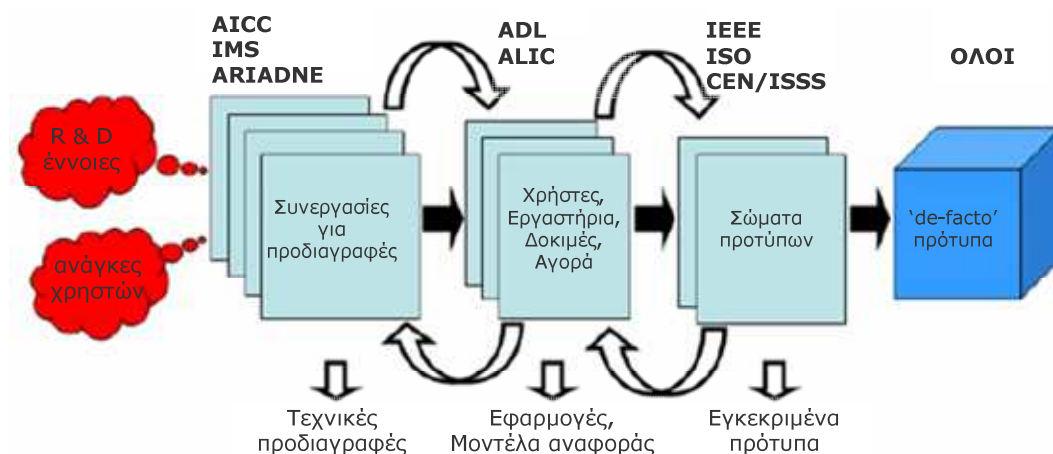 AICC
IMS
ARIADNE
ADL
ALIC
IEEE
ISO
CEN/ISSS
ΟΛΟΙ
R & D
έννοιες
ανάγκες
χρηστών
Συνεργασίες
για
προδιαγραφές
Χρήστες,
Εργαστήρια,
Δοκιμές,
Αγορά
Σώματα
προτύπων
‘de-facto’
πρότυπα
Τεχνικές
προδιαγραφές
Εφαρμογές,
Μοντέλα αναφοράς
Εγκεκριμένα
πρότυπα